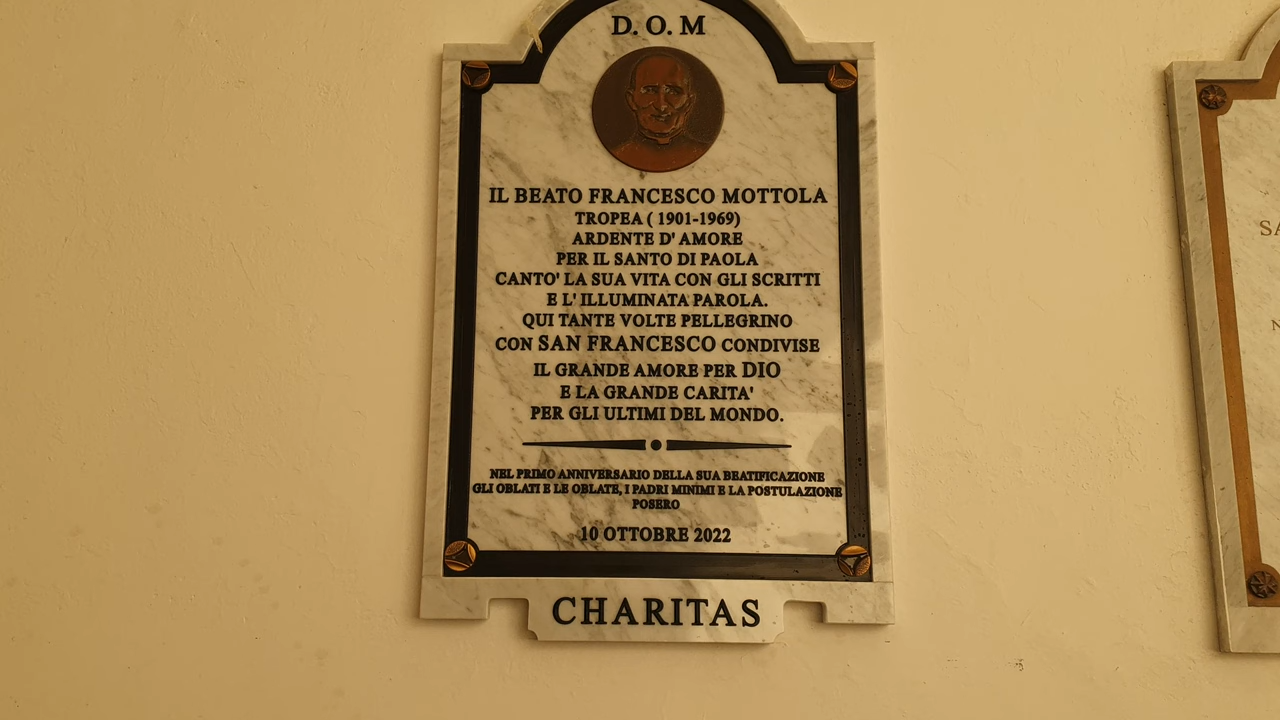 D. O. M
IL BEATO FRANCESCO MOTTOLA
TROPEA ( 1901-1969)
ARDENTE D' AMORE
PER IL SANTO DI PAOLA
CANTO' LA SUA VITA CON GLI SCRITTI
E L' ILLUMINATA PAROLA.
QUI TANTE VOLTE PELLEGRINO
CON SAN FRANCESCO CONDIVISE
IL GRANDE AMORE PER DIO
E LA GRANDE CARITA'
PER GLI ULTIMI DEL MONDO.
NEL PRIMO ANNIVERSARIO DELLA SUA BEATIFICAZIONE
GLI OBLATI E LE OBLATE, I PADRI MINIMI E LA POSTULAZIONE
POSERO
10 OTTOBRE 2022
CHARITAS